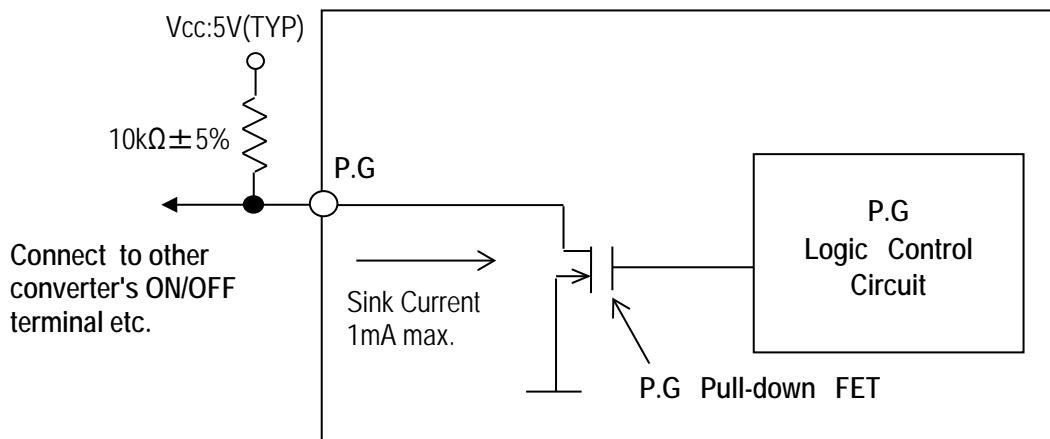 Vcc:5V(TYP)
10kΩ±5%
P.G
Connect to other
converter's ON/OFF
terminal etc.
Sink Current
1mA max.
P.G
Logic Control
Circuit
P.G Pull-down FET